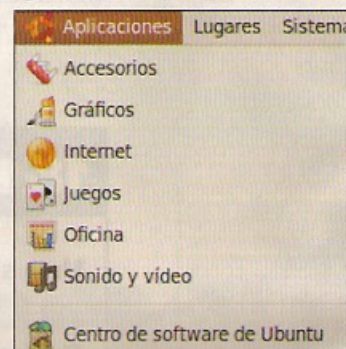 Aplicaciones Lugares Sistema
Accesorios
Gráficos
Internet
Juegos
Oficina
Sonido y vídeo
Centro de software de Ubuntu